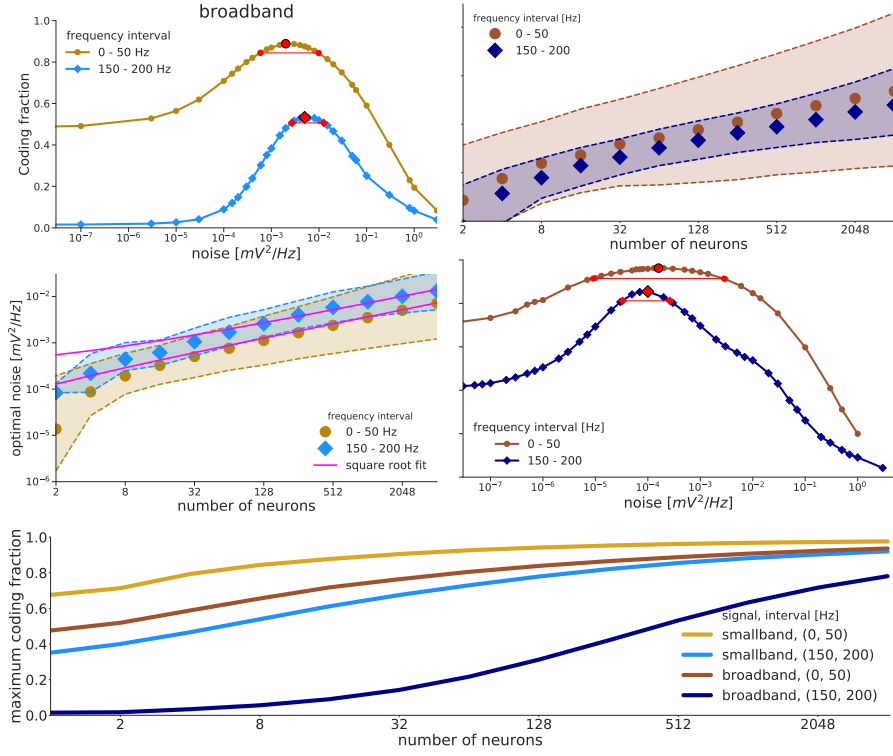 broadband
1.0
0.8
0.6
0.4
0.2
0.0
Coding fraction
frequency interval
0 - 50 Hz
150 - 200 Hz
10⁻⁷ 10⁻⁶ 10⁻⁵ 10⁻⁴ 10⁻³ 10⁻² 10⁻¹ 10⁰
noise [mV²/Hz]
frequency interval [Hz]
0 - 50
150 - 200
2 8 32 128 512 2048
number of neurons
10⁻²
10⁻³
10⁻⁴
10⁻⁵
10⁻⁶
optimal noise [mV²/Hz]
frequency interval
0 - 50 Hz
150 - 200 Hz
square root fit
2 8 32 128 512 2048
number of neurons
frequency interval [Hz]
0 - 50
150 - 200
10⁻⁷ 10⁻⁶ 10⁻⁵ 10⁻⁴ 10⁻³ 10⁻² 10⁻¹ 10⁰
noise [mV²/Hz]
1.0
0.8
0.6
0.4
0.2
0.0
maximum coding fraction
signal, interval [Hz]
smallband, (0, 50)
smallband, (150, 200)
broadband, (0, 50)
broadband, (150, 200)
2 8 32 128 512 2048
number of neurons